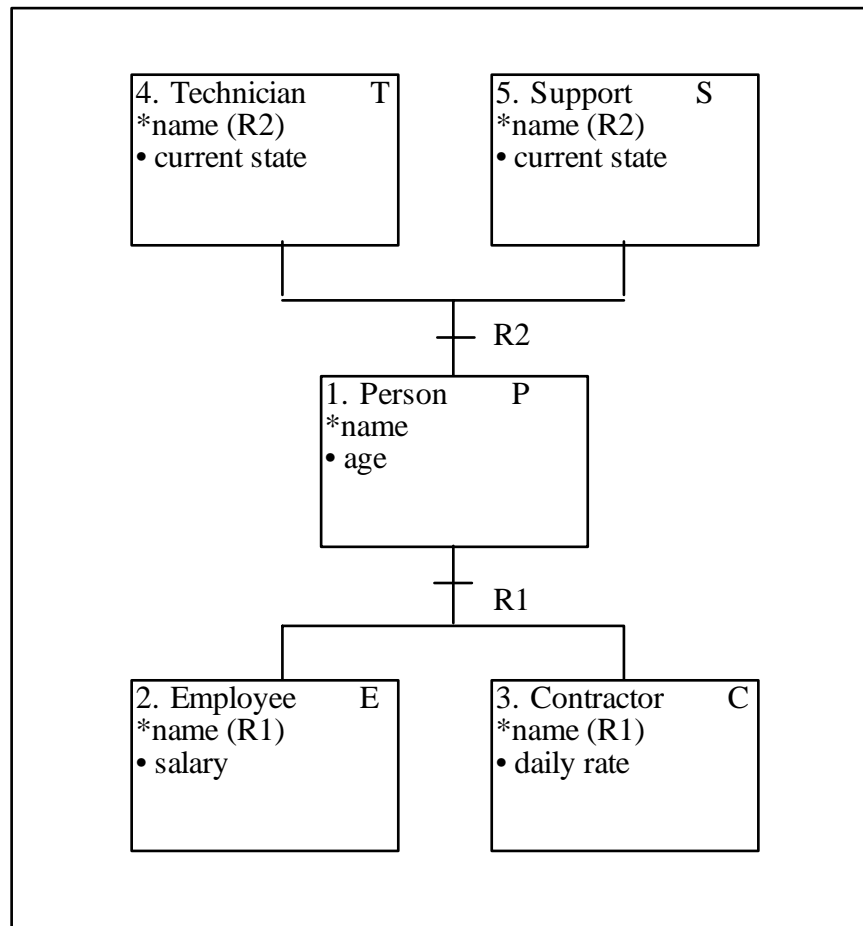 4. Technician T
*name (R2)
• current state
5. Support S
*name (R2)
• current state
R2
1. Person P
*name
• age
R1
2. Employee E
*name (R1)
• salary
3. Contractor C
*name (R1)
• daily rate